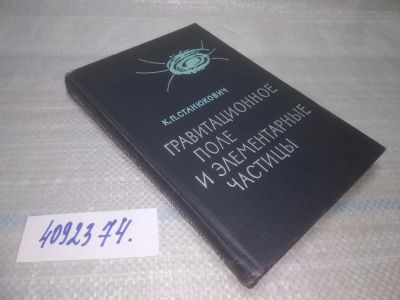 К.П.СТАНЮКОВИЧ
ГРАВИТАЦИОННОЕ
ПОЛЕ
И ЭЛЕМЕНТАРНЫЕ
ЧАСТИЦЫ
4092374.